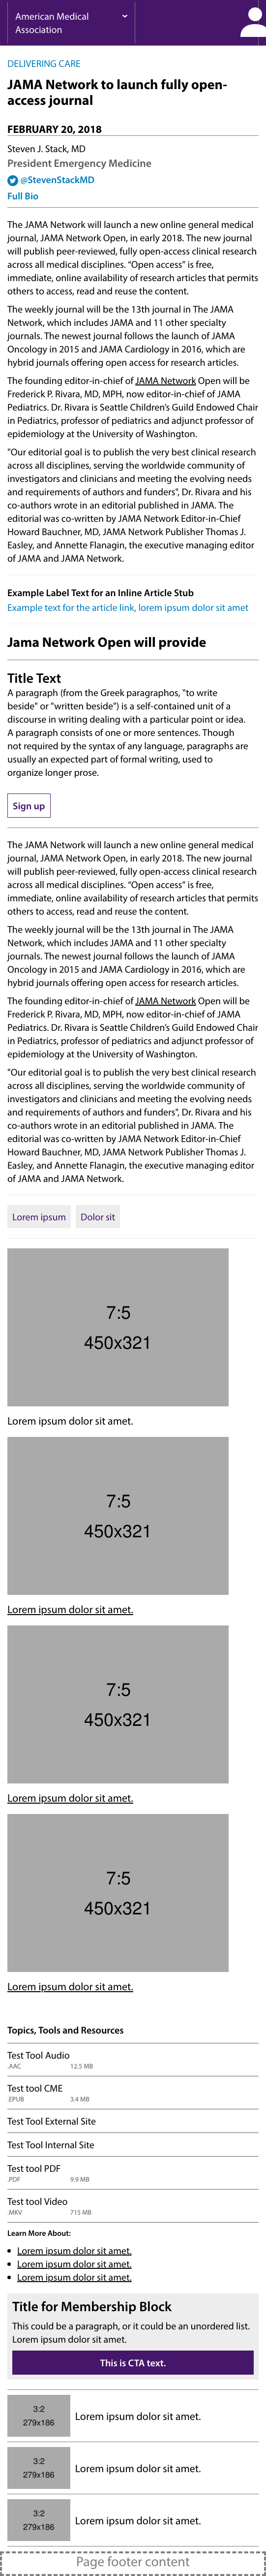 American Medical
Association
DELIVERING CARE
JAMA Network to launch fully open-
access journal
FEBRUARY 20, 2018
Steven J. Stack, MD
President Emergency Medicine
@StevenStackMD
Full Bio
The JAMA Network will launch a new online general medical
journal, JAMA Network Open, in early 2018. The new journal
will publish peer-reviewed, fully open-access clinical research
across all medical disciplines. “Open access” is free,
immediate, online availability of research articles that permits
others to access, read and reuse the content.
The weekly journal will be the 13th journal in The JAMA
Network, which includes JAMA and 11 other specialty
journals. The newest journal follows the launch of JAMA
Oncology in 2015 and JAMA Cardiology in 2016, which are
hybrid journals offering open access for research articles.
The founding editor-in-chief of JAMA Network Open will be
Frederick P. Rivara, MD, MPH, now editor-in-chief of JAMA
Pediatrics. Dr. Rivara is Seattle Children’s Guild Endowed Chair
in Pediatrics, professor of pediatrics and adjunct professor of
epidemiology at the University of Washington.
"Our editorial goal is to publish the very best clinical research
across all disciplines, serving the worldwide community of
investigators and clinicians and meeting the evolving needs
and requirements of authors and funders”, Dr. Rivara and his
co-authors wrote in an editorial published in JAMA. The
editorial was co-written by JAMA Network Editor-in-Chief
Howard Bauchner, MD, JAMA Network Publisher Thomas J.
Easley, and Annette Flanagin, the executive managing editor
of JAMA and JAMA Network.
Example Label Text for an Inline Article Stub
Example text for the article link, lorem ipsum dolor sit amet
Jama Network Open will provide
Title Text
A paragraph (from the Greek paragraphos, "to write
beside" or "written beside") is a self-contained unit of a
discourse in writing dealing with a particular point or idea.
A paragraph consists of one or more sentences. Though
not required by the syntax of any language, paragraphs are
usually an expected part of formal writing, used to
organize longer prose.
Sign up
The JAMA Network will launch a new online general medical
journal, JAMA Network Open, in early 2018. The new journal
will publish peer-reviewed, fully open-access clinical research
across all medical disciplines. “Open access” is free,
immediate, online availability of research articles that permits
others to access, read and reuse the content.
The weekly journal will be the 13th journal in The JAMA
Network, which includes JAMA and 11 other specialty
journals. The newest journal follows the launch of JAMA
Oncology in 2015 and JAMA Cardiology in 2016, which are
hybrid journals offering open access for research articles.
The founding editor-in-chief of JAMA Network Open will be
Frederick P. Rivara, MD, MPH, now editor-in-chief of JAMA
Pediatrics. Dr. Rivara is Seattle Children’s Guild Endowed Chair
in Pediatrics, professor of pediatrics and adjunct professor of
epidemiology at the University of Washington.
"Our editorial goal is to publish the very best clinical research
across all disciplines, serving the worldwide community of
investigators and clinicians and meeting the evolving needs
and requirements of authors and funders”, Dr. Rivara and his
co-authors wrote in an editorial published in JAMA. The
editorial was co-written by JAMA Network Editor-in-Chief
Howard Bauchner, MD, JAMA Network Publisher Thomas J.
Easley, and Annette Flanagin, the executive managing editor
of JAMA and JAMA Network.
Lorem ipsum Dolor sit
7:5
450x321
Lorem ipsum dolor sit amet.
7:5
450x321
Lorem ipsum dolor sit amet.
7:5
450x321
Lorem ipsum dolor sit amet.
7:5
450x321
Lorem ipsum dolor sit amet.
Topics, Tools and Resources
Test Tool Audio
.AAC 12.5 MB
Test tool CME
.EPUB 3.4 MB
Test Tool External Site
Test Tool Internal Site
Test tool PDF
.PDF 9.9 MB
Test tool Video
.MKV 715 MB
Learn More About:
Lorem ipsum dolor sit amet.
Lorem ipsum dolor sit amet.
Lorem ipsum dolor sit amet.
Title for Membership Block
This could be a paragraph, or it could be an unordered list.
Lorem ipsum dolor sit amet.
This is CTA text.
3:2
279x186
Lorem ipsum dolor sit amet.
3:2
279x186
Lorem ipsum dolor sit amet.
3:2
279x186
Lorem ipsum dolor sit amet.
Page footer content